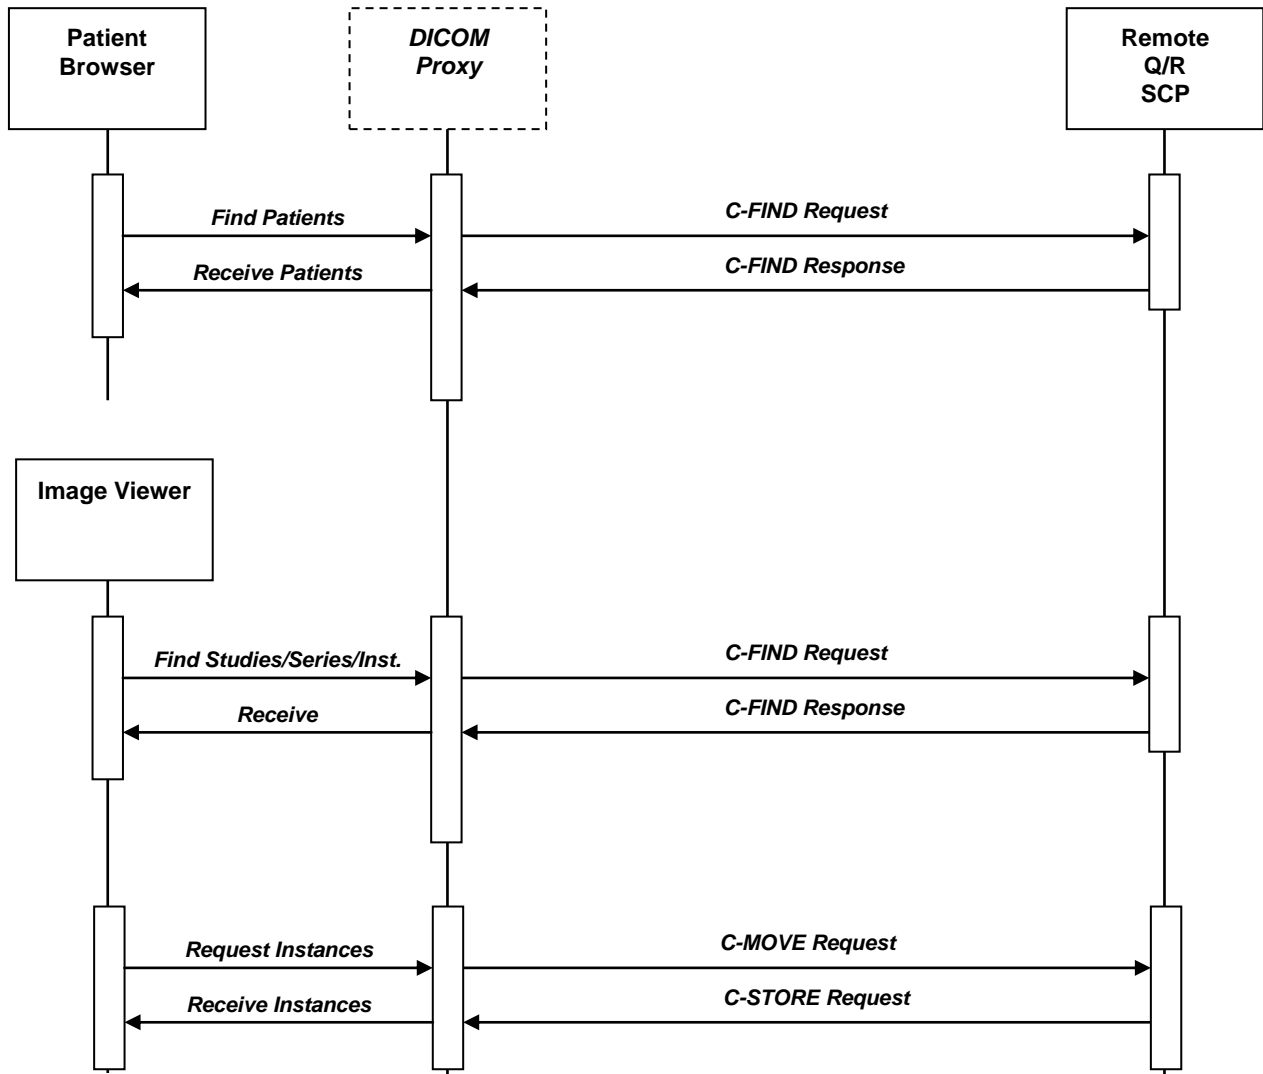 Patient
Browser
DICOM
Proxy
Remote
Q/R
SCP
Find Patients
C-FIND Request
Receive Patients
C-FIND Response
Image Viewer
Find Studies/Series/Inst.
C-FIND Request
Receive
C-FIND Response
Request Instances
C-MOVE Request
Receive Instances
C-STORE Request